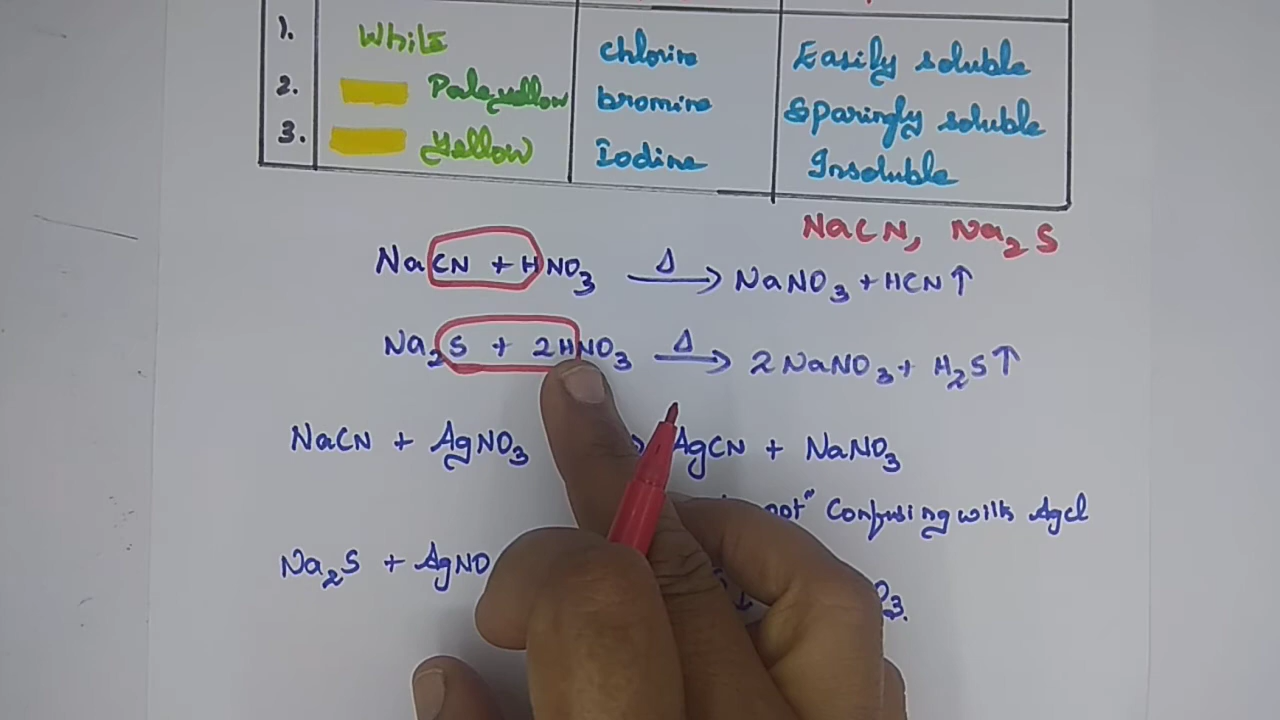 1. White chlorine Easily soluble
2. Pale yellow bromine Sparingly soluble
3. Yellow Iodine Insoluble
NaCN, Na₂S
NaCN + HNO₃ —Δ→ NaNO₃ + HCN↑
Na₂S + 2HNO₃ —Δ→ 2NaNO₃ + H₂S↑
NaCN + AgNO₃ → AgCN + NaNO₃
not" Confusing with Agcl
Na₂S + AgNO O₃.